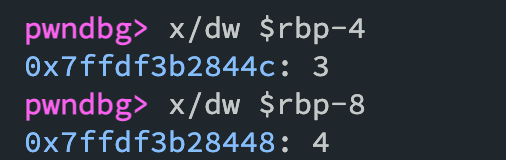 pwndbg> x/dw $rbp-4
0x7ffdf3b2844c: 3
pwndbg> x/dw $rbp-8
0x7ffdf3b28448: 4